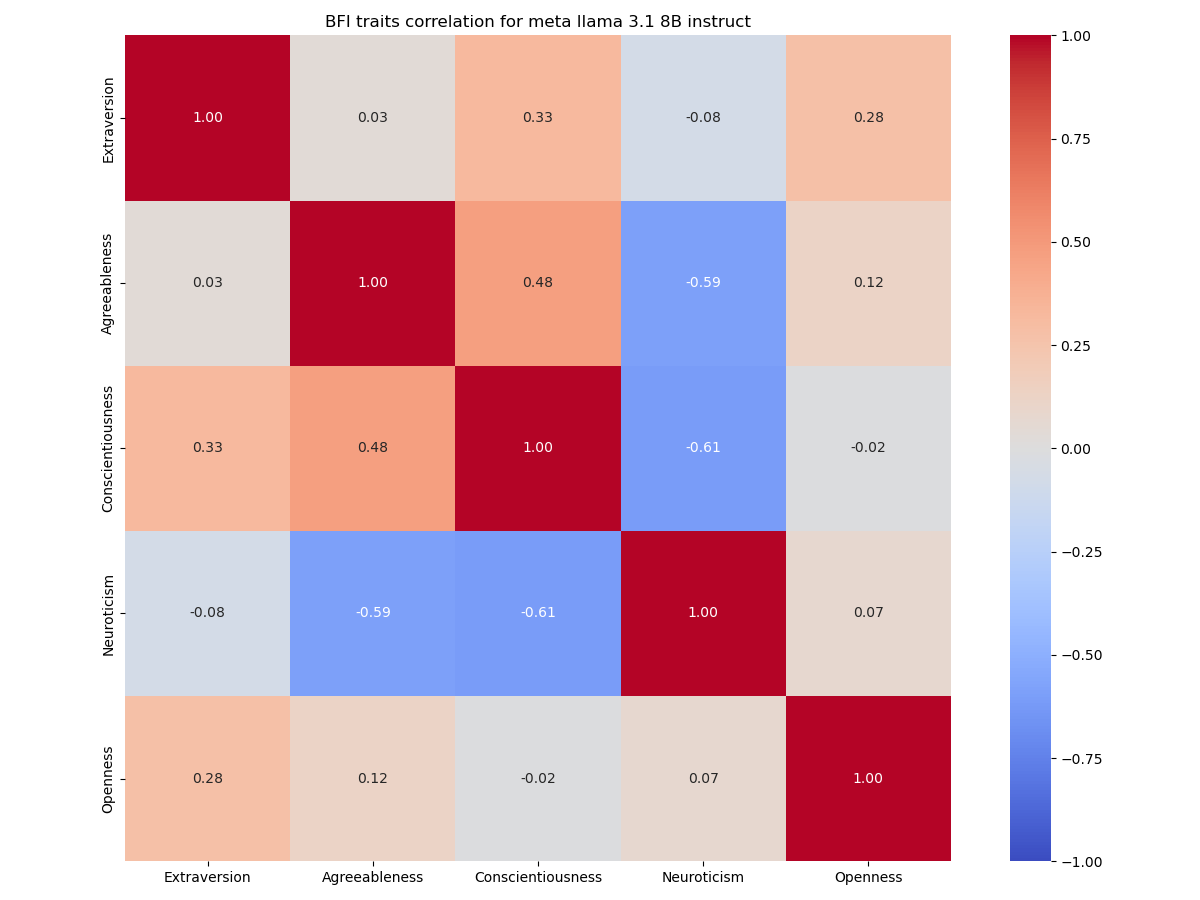 BFI traits correlation for meta llama 3.1 8B instruct
Extraversion
1.00 0.03 0.33 -0.08 0.28
Agreeableness
0.03 1.00 0.48 -0.59 0.12
Conscientiousness
0.33 0.48 1.00 -0.61 -0.02
Neuroticism
-0.08 -0.59 -0.61 1.00 0.07
Openness
0.28 0.12 -0.02 0.07 1.00
Extraversion Agreeableness Conscientiousness Neuroticism Openness
1.00
0.75
0.50
0.25
0.00
−0.25
−0.50
−0.75
−1.00